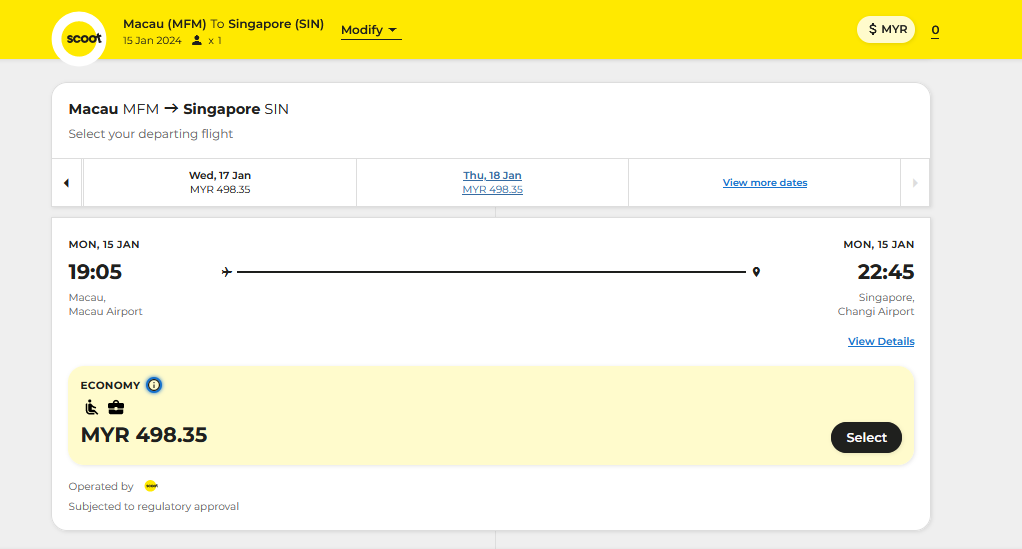 scoot
Macau (MFM) To Singapore (SIN)
15 Jan 2024 x 1
Modify
$ MYR
0
Macau MFM → Singapore SIN
Select your departing flight
Wed, 17 Jan
MYR 498.35
Thu, 18 Jan
MYR 498.35
View more dates
MON, 15 JAN
19:05
Macau,
Macau Airport
MON, 15 JAN
22:45
Singapore,
Changi Airport
View Details
ECONOMY i
MYR 498.35
Select
Operated by scoot
Subjected to regulatory approval